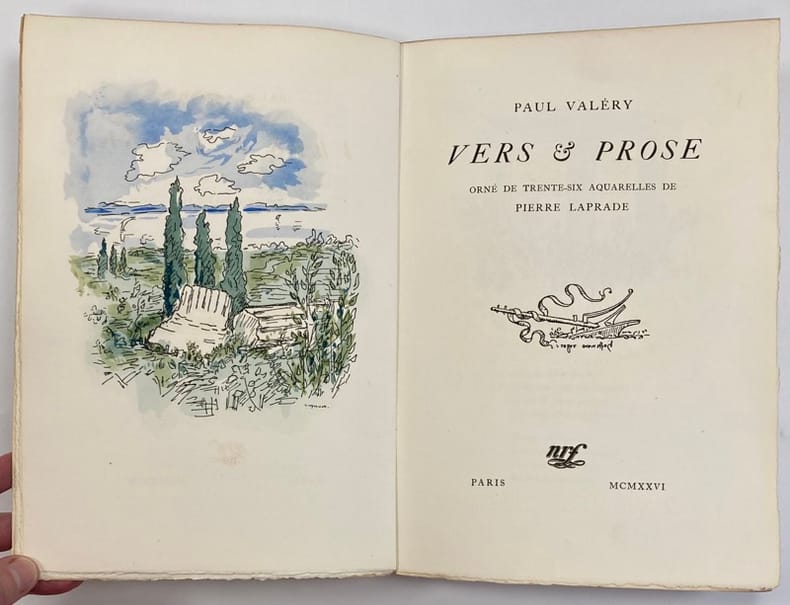 PAUL VALÉRY
VERS & PROSE
ORNÉ DE TRENTE-SIX AQUARELLES DE
PIERRE LAPRADE
nrf
PARIS MCMXXVI